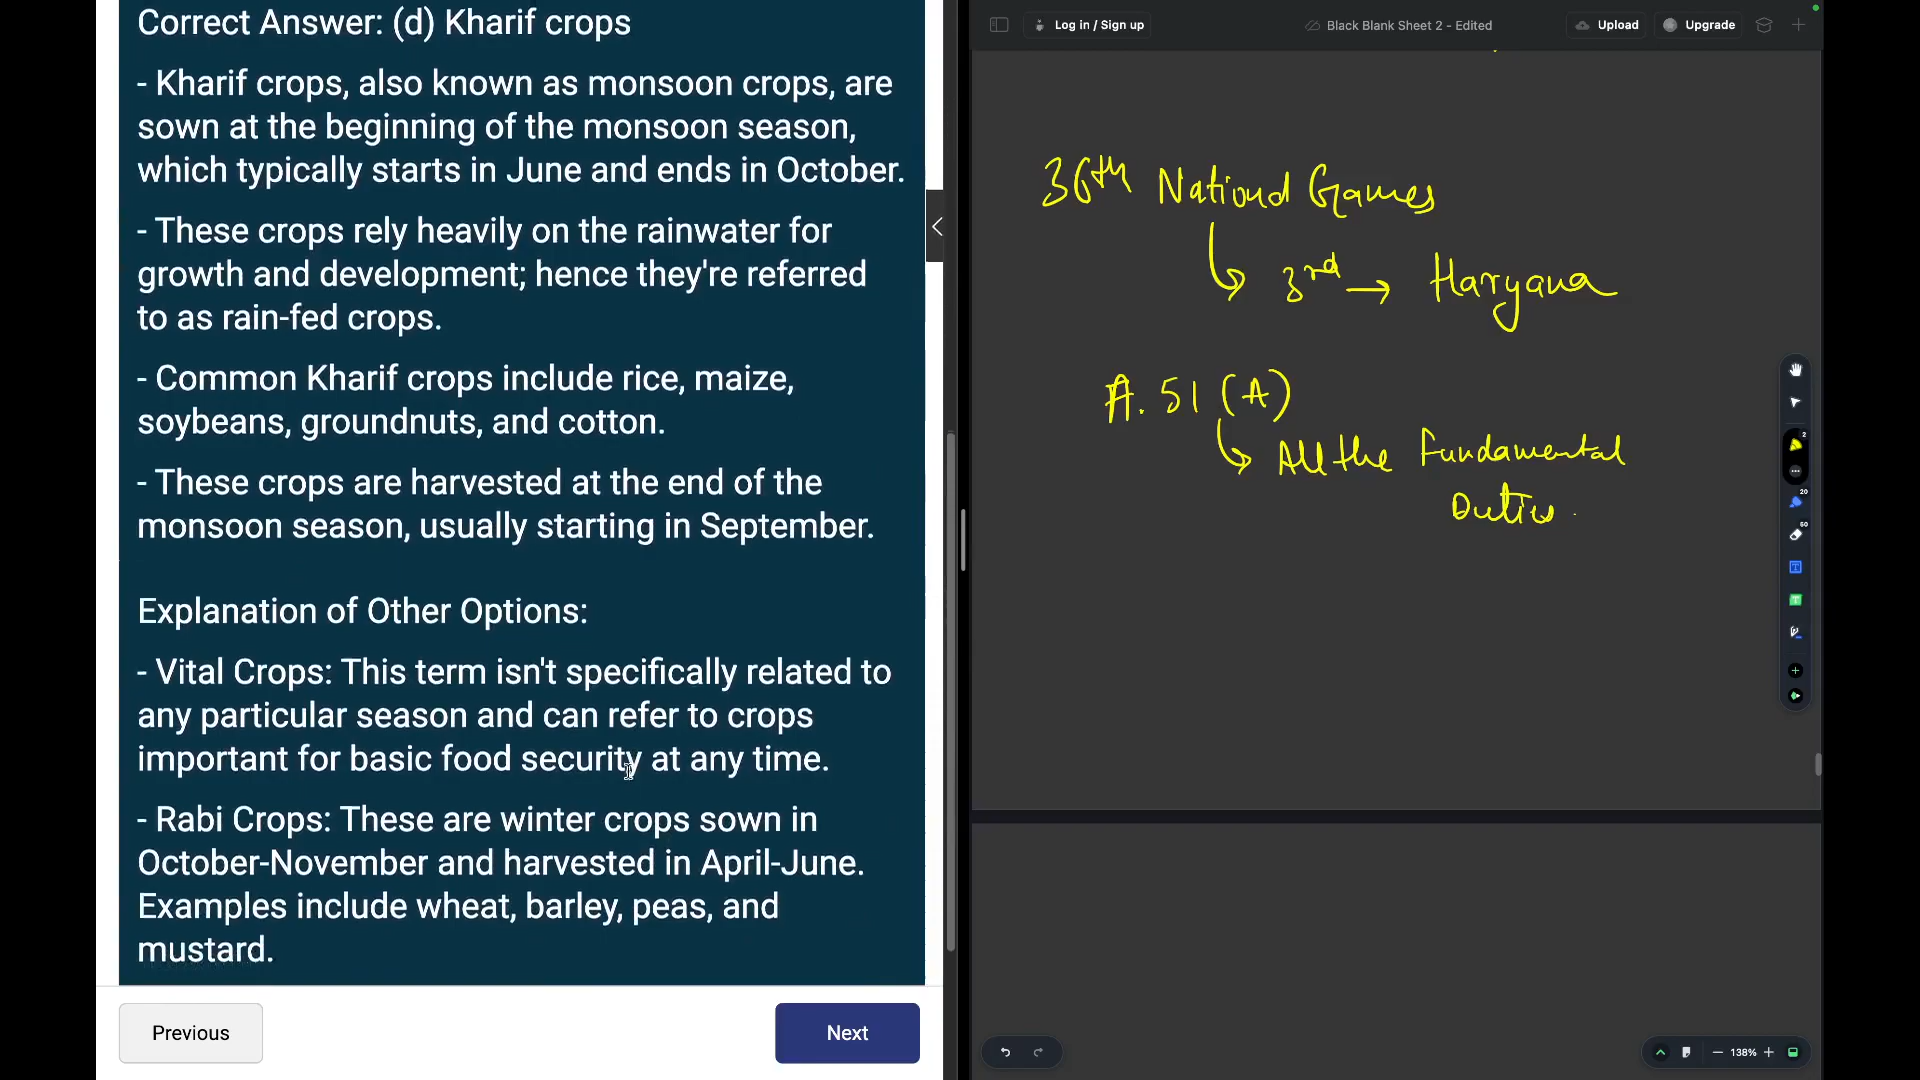 Correct Answer: (d) Kharif crops
- Kharif crops, also known as monsoon crops, are
sown at the beginning of the monsoon season,
which typically starts in June and ends in October.
- These crops rely heavily on the rainwater for
growth and development; hence they're referred
to as rain-fed crops.
- Common Kharif crops include rice, maize,
soybeans, groundnuts, and cotton.
- These crops are harvested at the end of the
monsoon season, usually starting in September.
Explanation of Other Options:
- Vital Crops: This term isn't specifically related to
any particular season and can refer to crops
important for basic food security at any time.
- Rabi Crops: These are winter crops sown in
October-November and harvested in April-June.
Examples include wheat, barley, peas, and
mustard.
Previous
Next
Log in / Sign up
Black Blank Sheet 2 - Edited
Upload
Upgrade
36th National Games
3rd → Haryana
A. 51 (A)
All the Fundamental
Duties.
2
20
50
138%